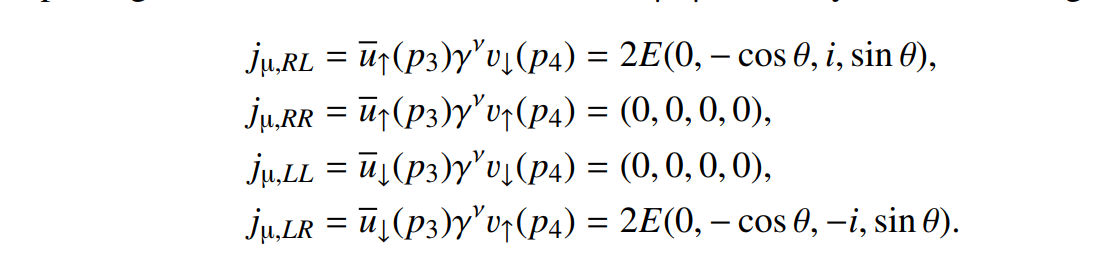 j_{μ,RL} = u̅↑(p₃)γ^ν v↓(p₄) = 2E(0, − cos θ, i, sin θ),
j_{μ,RR} = u̅↑(p₃)γ^ν v↑(p₄) = (0, 0, 0, 0),
j_{μ,LL} = u̅↓(p₃)γ^ν v↓(p₄) = (0, 0, 0, 0),
j_{μ,LR} = u̅↓(p₃)γ^ν v↑(p₄) = 2E(0, − cos θ, −i, sin θ).